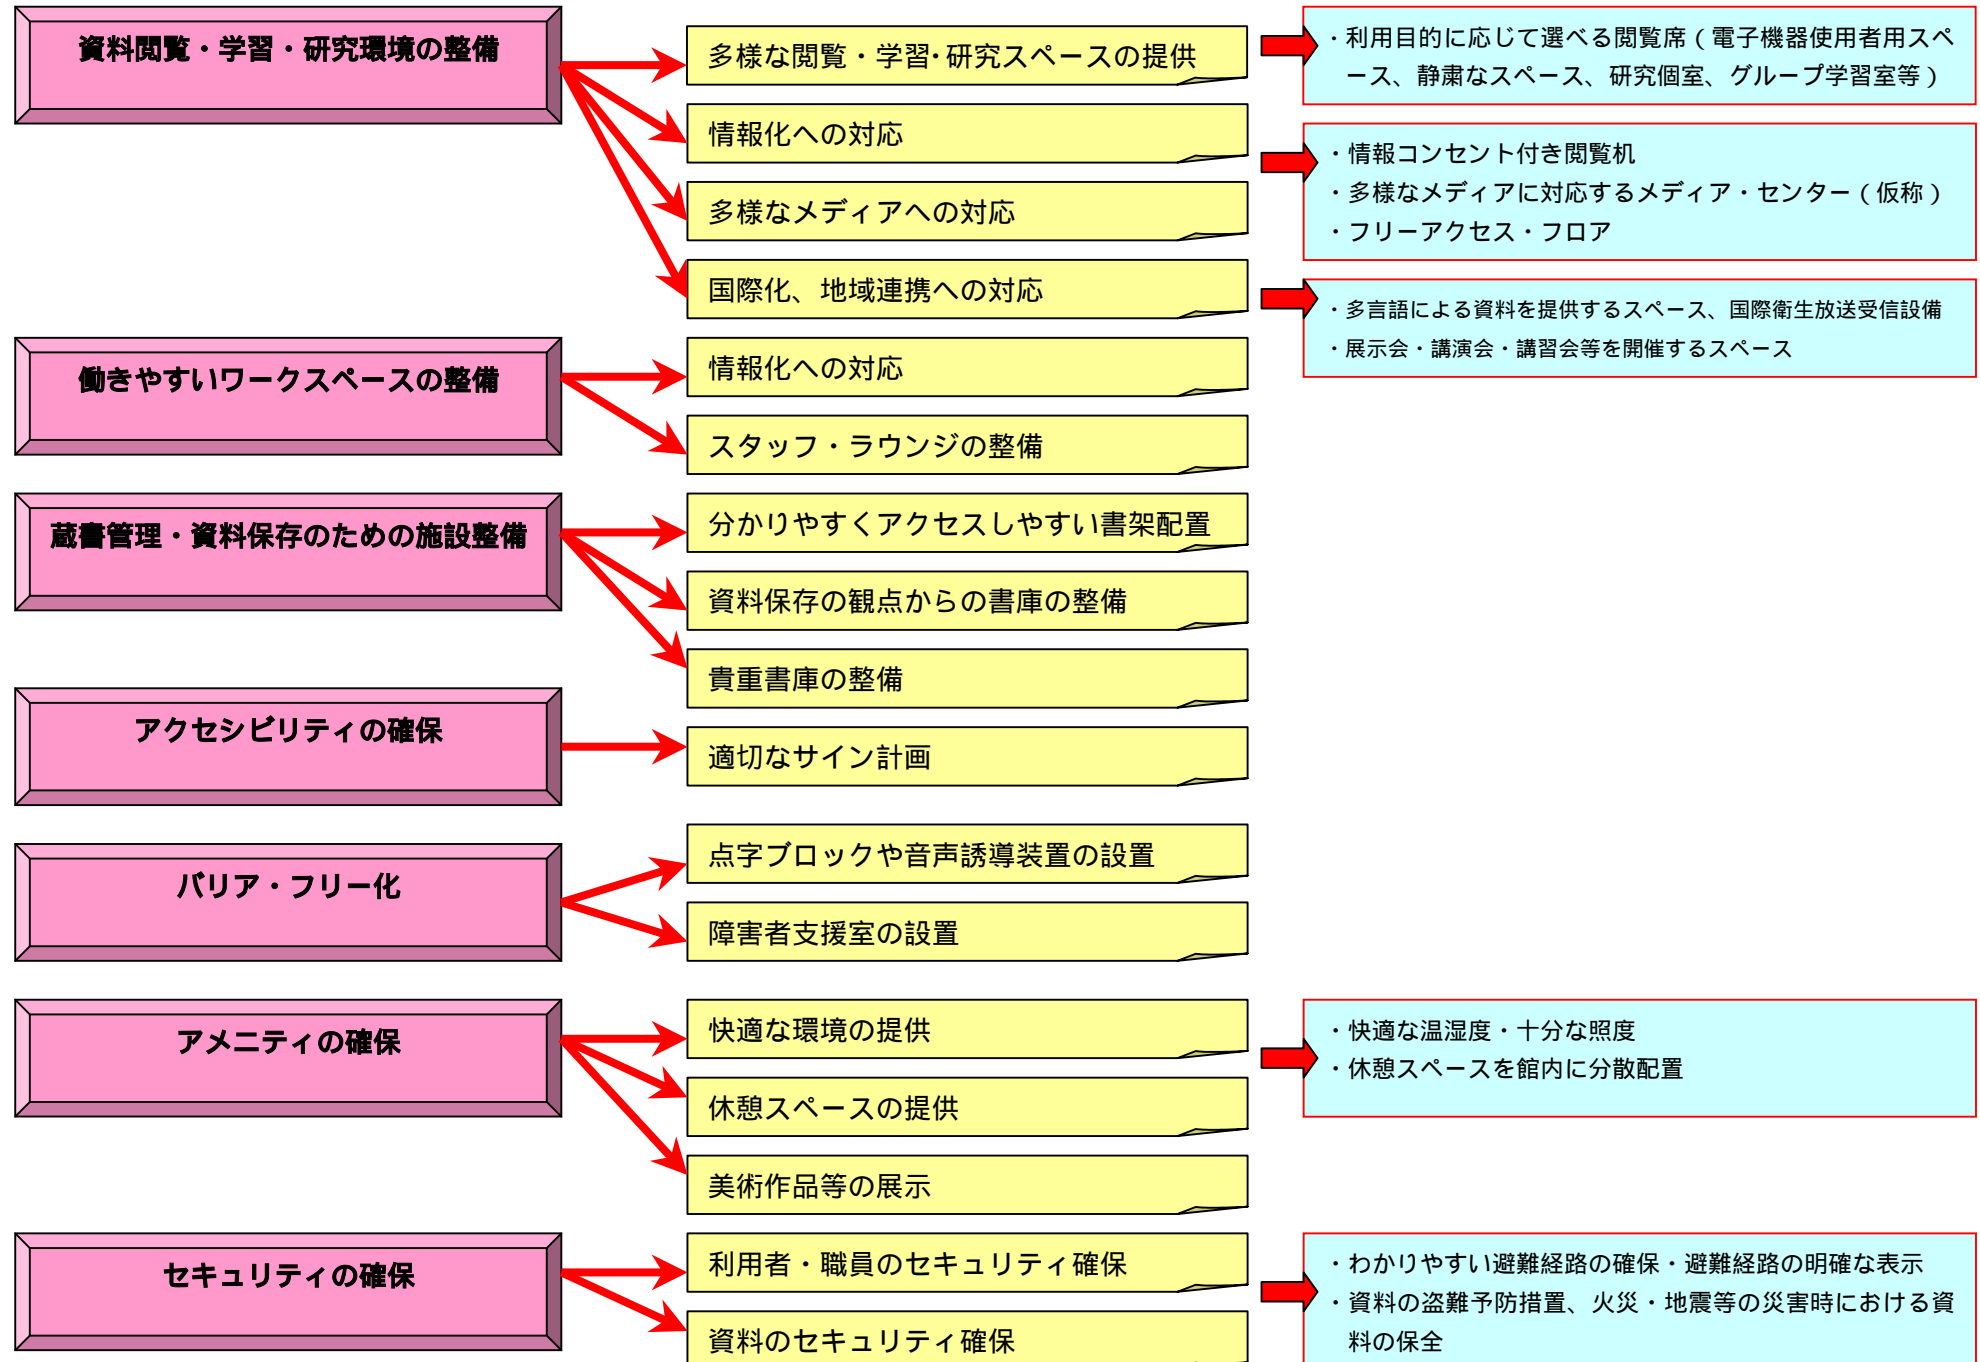 資料閲覧・学習・研究環境の整備
多様な閲覧・学習・研究スペースの提供
・利用目的に応じて選べる閲覧席(電子機器使用者用スペ
ース、静粛なスペース、研究個室、グループ学習室等)
情報化への対応
多様なメディアへの対応
・情報コンセント付き閲覧机
・多様なメディアに対応するメディア・センター(仮称)
・フリーアクセス・フロア
国際化、地域連携への対応
・多言語による資料を提供するスペース、国際衛生放送受信設備
・展示会・講演会・講習会等を開催するスペース
働きやすいワークスペースの整備
情報化への対応
スタッフ・ラウンジの整備
蔵書管理・資料保存のための施設整備
分かりやすくアクセスしやすい書架配置
資料保存の観点からの書庫の整備
貴重書庫の整備
アクセシビリティの確保
適切なサイン計画
バリア・フリー化
点字ブロックや音声誘導装置の設置
障害者支援室の設置
アメニティの確保
快適な環境の提供
休憩スペースの提供
美術作品等の展示
・快適な温湿度・十分な照度
・休憩スペースを館内に分散配置
セキュリティの確保
利用者・職員のセキュリティ確保
資料のセキュリティ確保
・わかりやすい避難経路の確保・避難経路の明確な表示
・資料の盗難予防措置、火災・地震等の災害時における資
料の保全